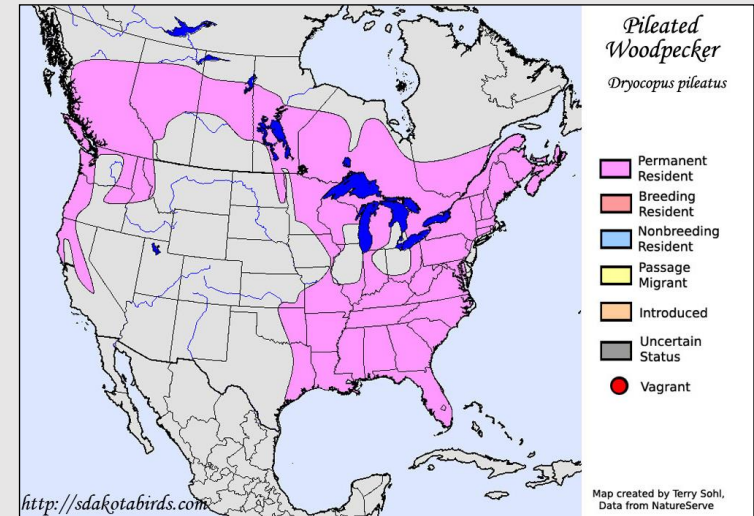 Pileated
Woodpecker
Dryocopus pileatus
Permanent
Resident
Breeding
Resident
Nonbreeding
Resident
Passage
Migrant
Introduced
Uncertain
Status
Vagrant
http://sdakotabirds.com
Map created by Terry Sohl,
Data from NatureServe